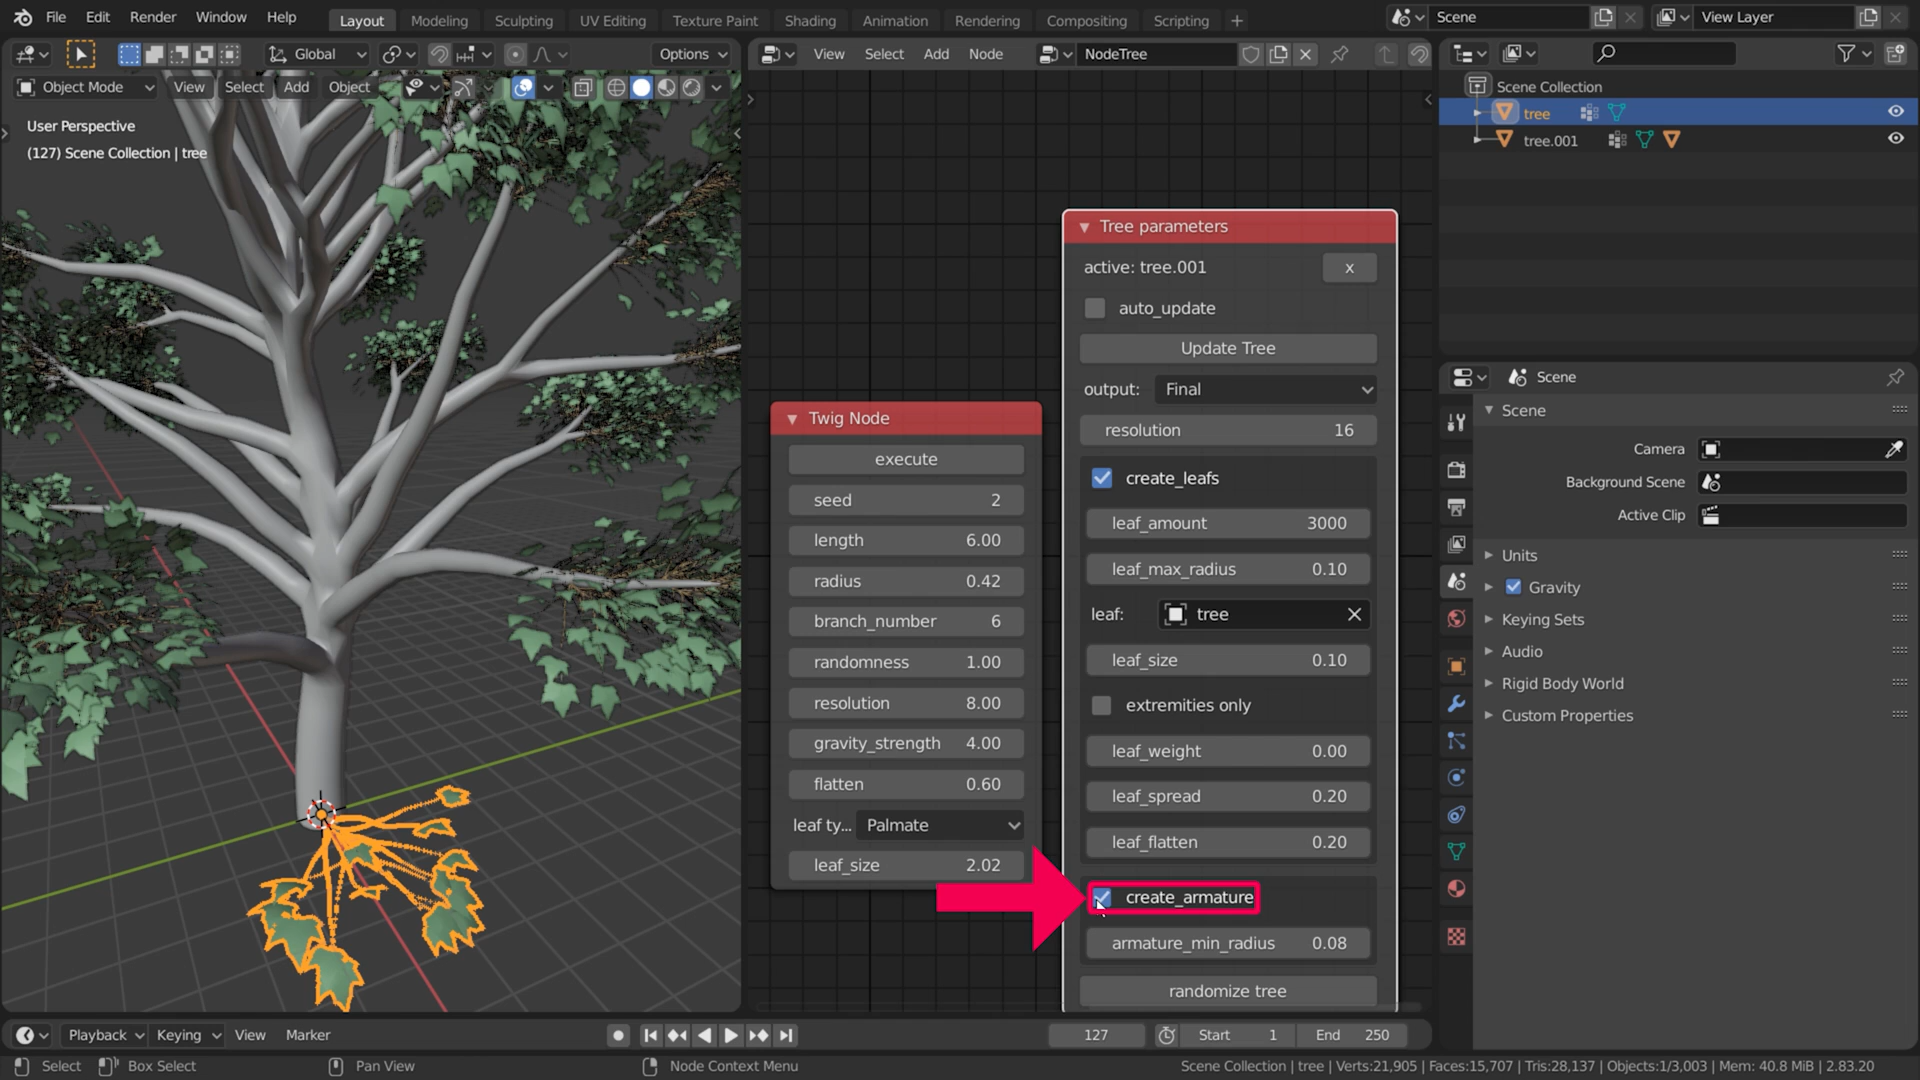 File Edit Render Window Help
Layout Modeling Sculpting UV Editing Texture Paint Shading Animation Rendering Compositing Scripting +
Scene
View Layer
Global
Options
View Select Add Node
NodeTree
Object Mode
View Select Add Object
User Perspective
(127) Scene Collection | tree
Twig Node
execute
seed 2
length 6.00
radius 0.42
branch_number 6
randomness 1.00
resolution 8.00
gravity_strength 4.00
flatten 0.60
leaf ty... Palmate
leaf_size 2.02
Tree parameters
active: tree.001 x
auto_update
Update Tree
output: Final
resolution 16
create_leafs
leaf_amount 3000
leaf_max_radius 0.10
leaf: tree
leaf_size 0.10
extremities only
leaf_weight 0.00
leaf_spread 0.20
leaf_flatten 0.20
create_armature
armature_min_radius 0.08
randomize tree
Scene Collection
tree
tree.001
Scene
Scene
Camera
Background Scene
Active Clip
Units
Gravity
Keying Sets
Audio
Rigid Body World
Custom Properties
Playback Keying View Marker
127
Start 1
End 250
Select
Box Select
Pan View
Node Context Menu
Scene Collection | tree | Verts:21,905 | Faces:15,707 | Tris:28,137 | Objects:1/3,003 | Mem: 40.8 MiB | 2.83.20